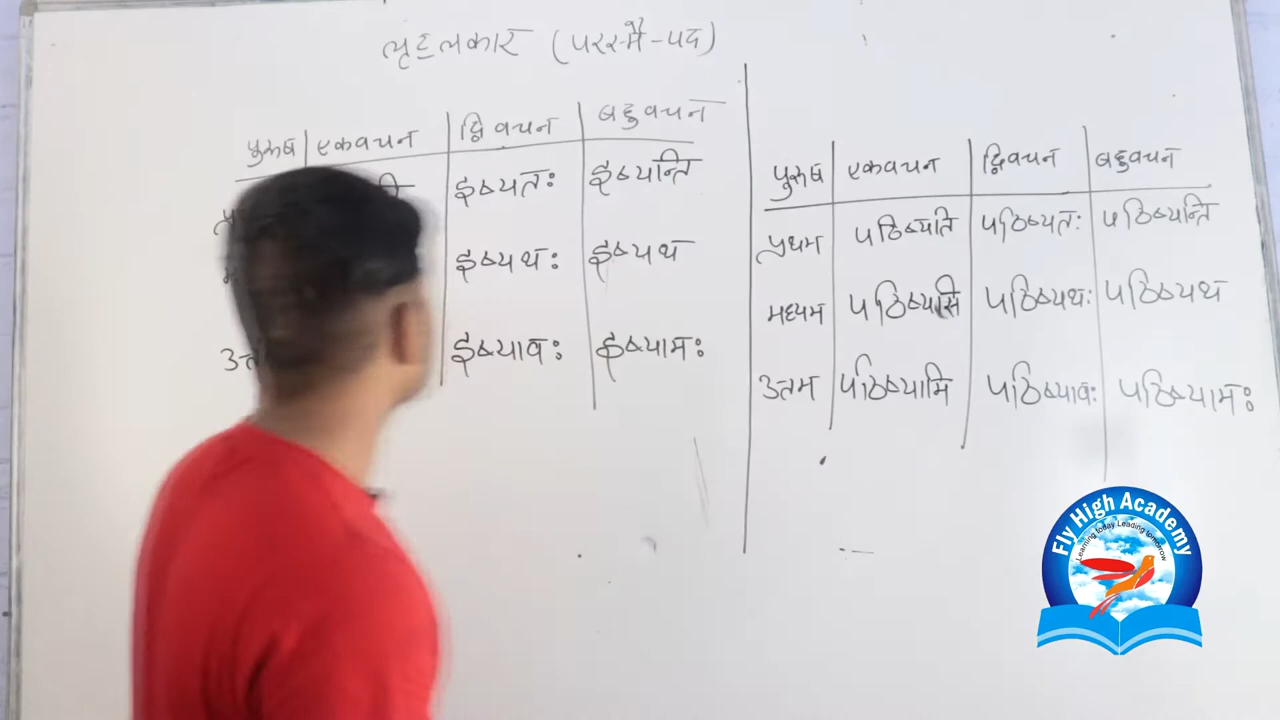 लृट्लकार (परस्मै-पद)
पुरुष एकवचन द्विवचन बहुवचन
इष्यतः इष्यन्ति
इष्यथः इष्यथ
इष्यावः इष्यामः
पुरुष एकवचन द्विवचन बहुवचन
प्रथम पठिष्यति पठिष्यतः पठिष्यन्ति
मध्यम पठिष्यसि पठिष्यथः पठिष्यथ
उतम पठिष्यामि पठिष्यावः पठिष्यामः
Fly High Academy
Learning today Leading tomorrow